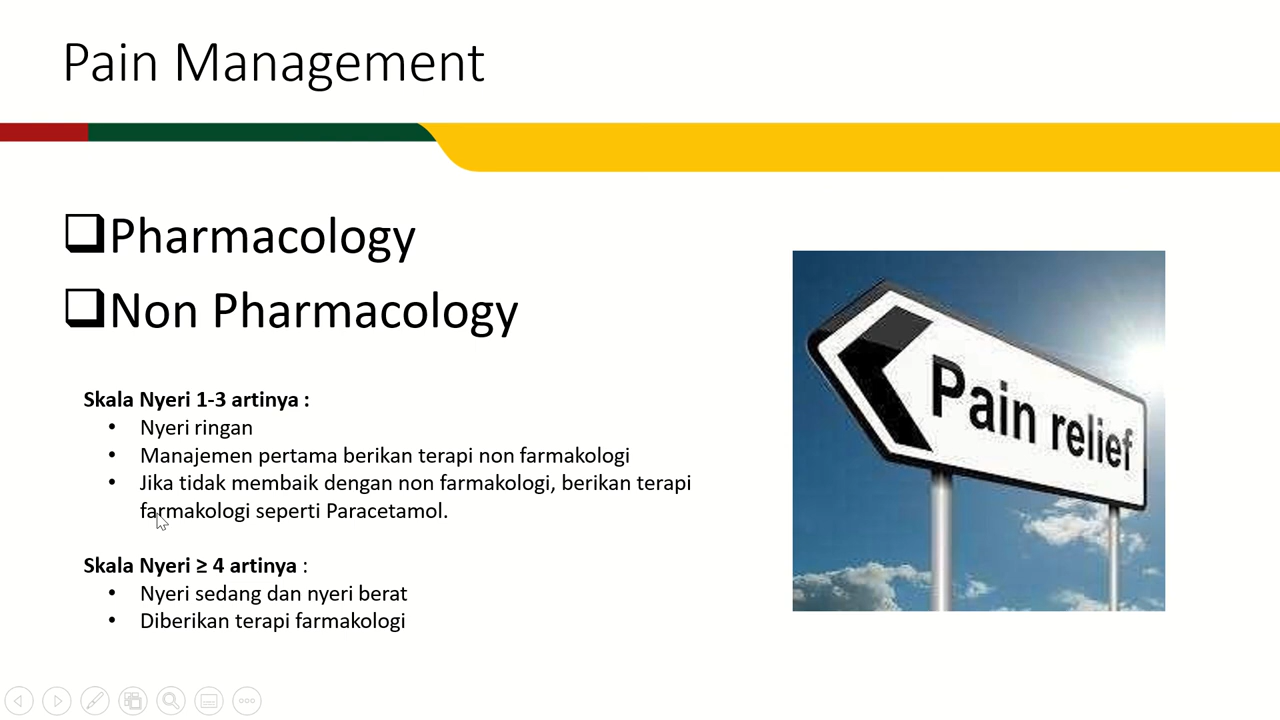 Pain Management
❑Pharmacology
❑Non Pharmacology
Skala Nyeri 1-3 artinya :
• Nyeri ringan
• Manajemen pertama berikan terapi non farmakologi
• Jika tidak membaik dengan non farmakologi, berikan terapi
farmakologi seperti Paracetamol.
Skala Nyeri ≥ 4 artinya :
• Nyeri sedang dan nyeri berat
• Diberikan terapi farmakologi
Pain relief